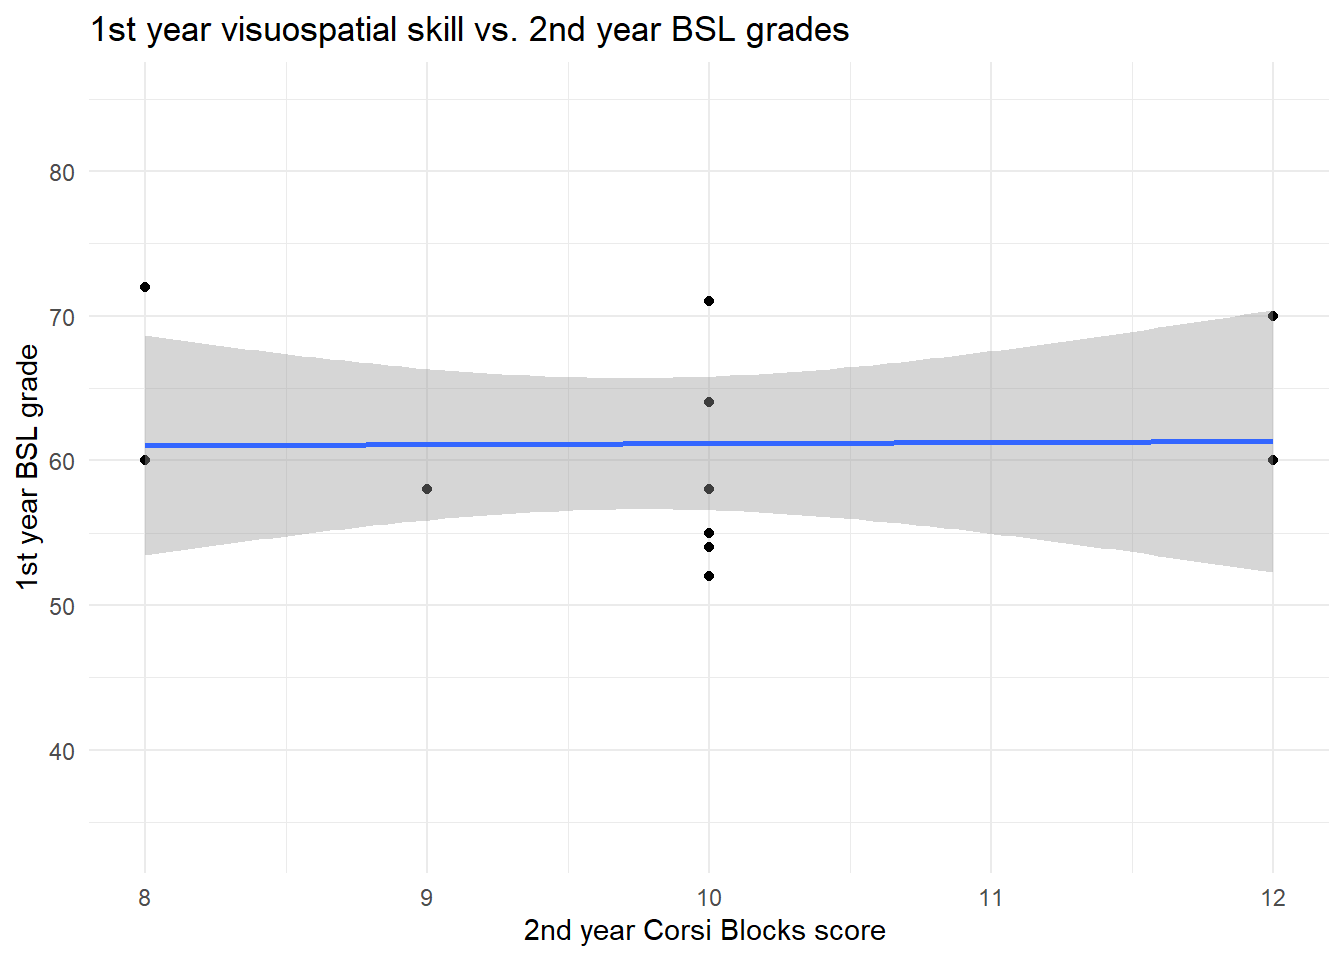 1st year visuospatial skill vs. 2nd year BSL grades
1st year BSL grade
80
70
60
50
40
8 9 10 11 12
2nd year Corsi Blocks score